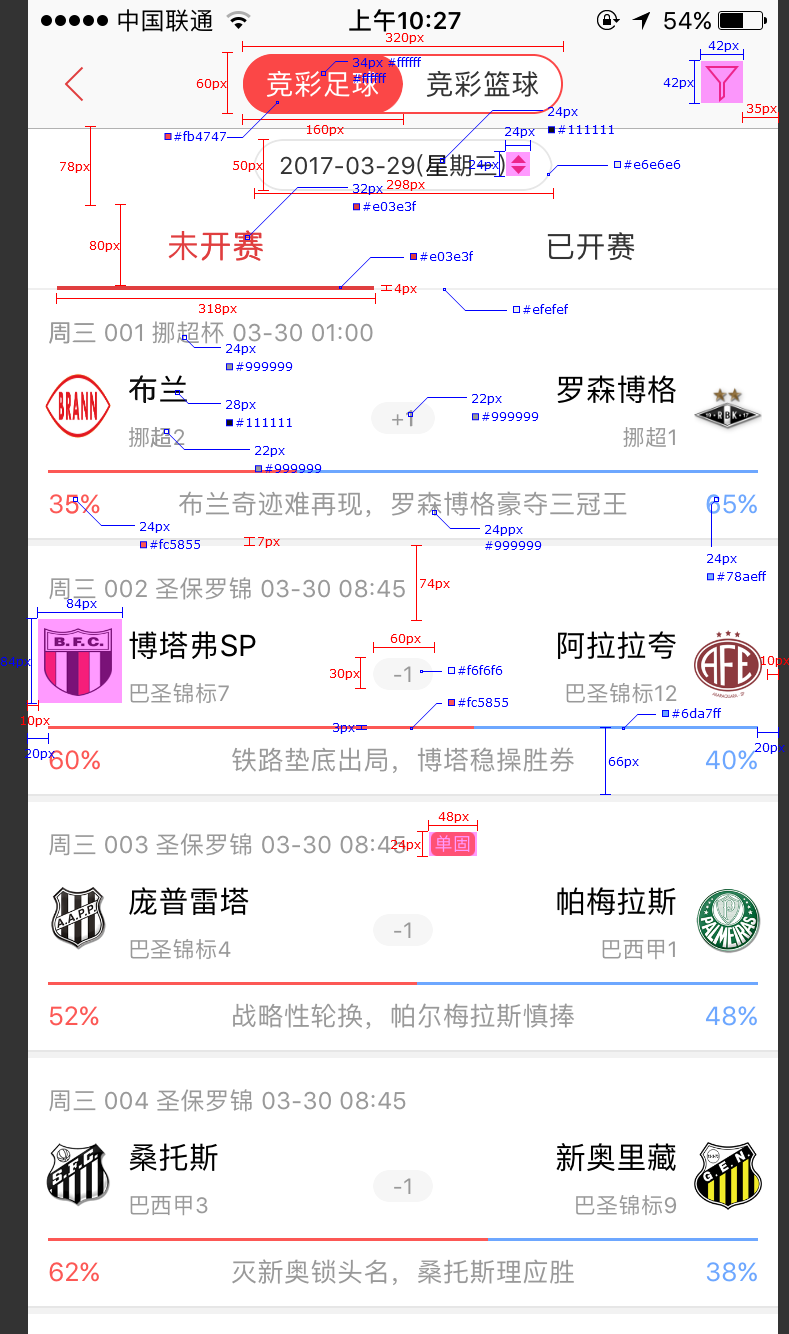 中国联通 上午10:27 54%
320px
42px
34px #ffffff
#ffffff
60px 竞彩足球 竞彩篮球 42px
35px
24px
160px
#fb4747 24px #111111
78px 50px 2017-03-29(星期三) 24px #e6e6e6
32px 298px
#e03e3f
80px 未开赛 已开赛
#e03e3f
4px
318px #efefef
周三 001 挪超杯 03-30 01:00
24px
#999999
BRANN 布兰 罗森博格 RBK
28px 22px
#111111 +1 #999999
挪超2 挪超1
22px
#999999
35% 布兰奇迹难再现，罗森博格豪夺三冠王 65%
24px 24ppx
#fc5855 7px #999999 24px
#78aeff
周三 002 圣保罗锦 03-30 08:45 74px
84px
84px B.F.C. 博塔弗SP 60px 阿拉拉夸 AFE
10px
30px -1 #f6f6f6
巴圣锦标7 巴圣锦标12
#fc5855
10px #6da7ff
3px
20px 20px
60% 铁路垫底出局，博塔稳操胜券 66px 40%
48px
周三 003 圣保罗锦 03-30 08:45 24px 单固
A.A.P.P. 庞普雷塔 帕梅拉斯 PALMEIRAS
-1
巴圣锦标4 巴西甲1
52% 战略性轮换，帕尔梅拉斯慎捧 48%
周三 004 圣保罗锦 03-30 08:45
S.F.C. 桑托斯 新奥里藏 G.E.N.
-1
巴西甲3 巴圣锦标9
62% 灭新奥锁头名，桑托斯理应胜 38%